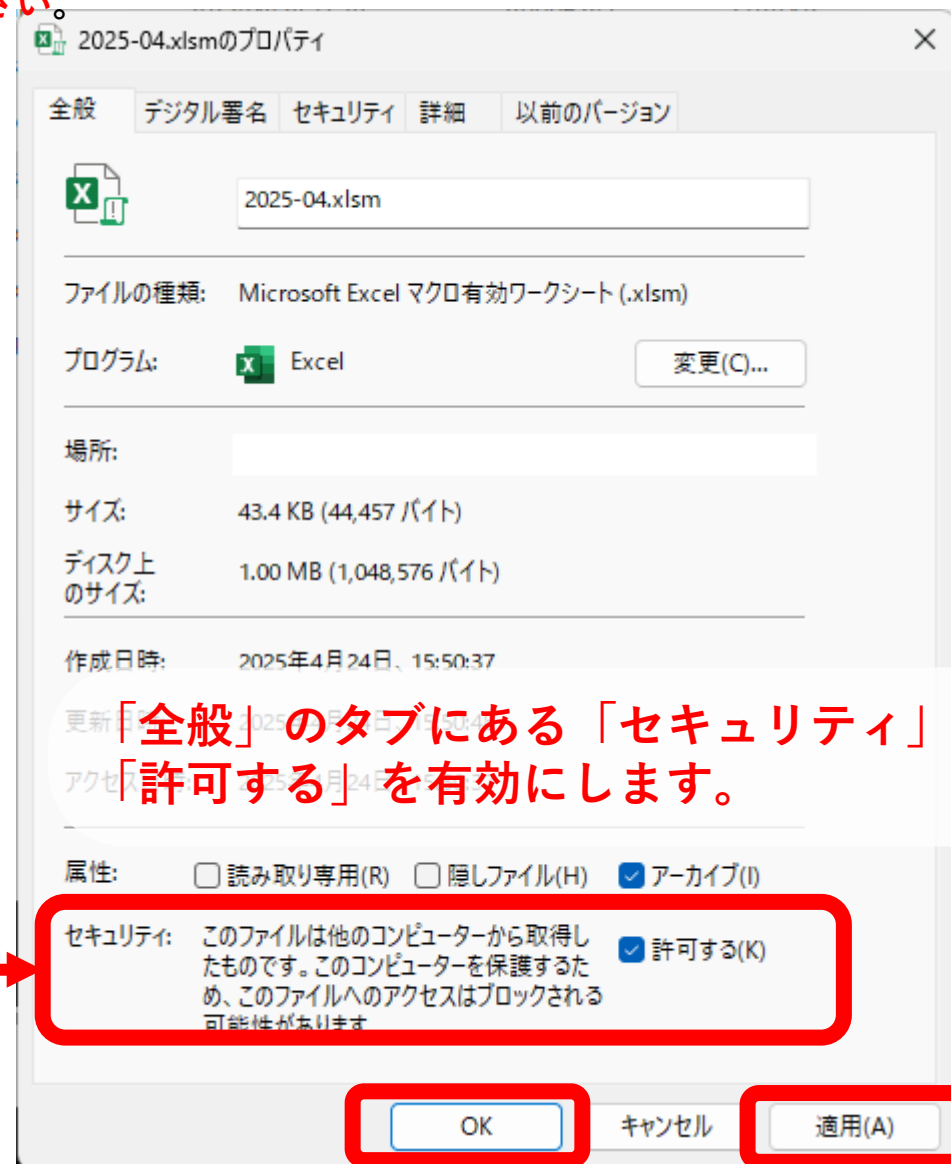 さい。
2025-04.xlsmのプロパティ
全般 デジタル署名 セキュリティ 詳細 以前のバージョン
2025-04.xlsm
ファイルの種類: Microsoft Excel マクロ有効ワークシート (.xlsm)
プログラム: Excel 変更(C)...
場所:
サイズ: 43.4 KB (44,457 バイト)
ディスク上
のサイズ: 1.00 MB (1,048,576 バイト)
作成日時: 2025年4月24日、15:50:37
「全般」のタブにある「セキュリティ」
「許可する」を有効にします。
属性: 読み取り専用(R) 隠しファイル(H) アーカイブ(I)
セキュリティ: このファイルは他のコンピューターから取得し
たものです。このコンピューターを保護するた
め、このファイルへのアクセスはブロックされる
可能性があります
許可する(K)
OK キャンセル 適用(A)